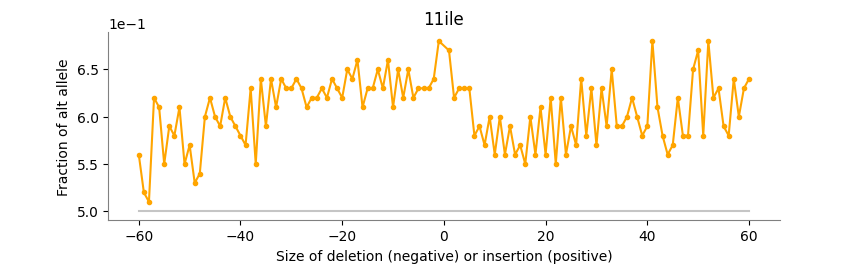 11ile
1e−1
Fraction of alt allele
6.5
6.0
5.5
5.0
−60 −40 −20 0 20 40 60
Size of deletion (negative) or insertion (positive)